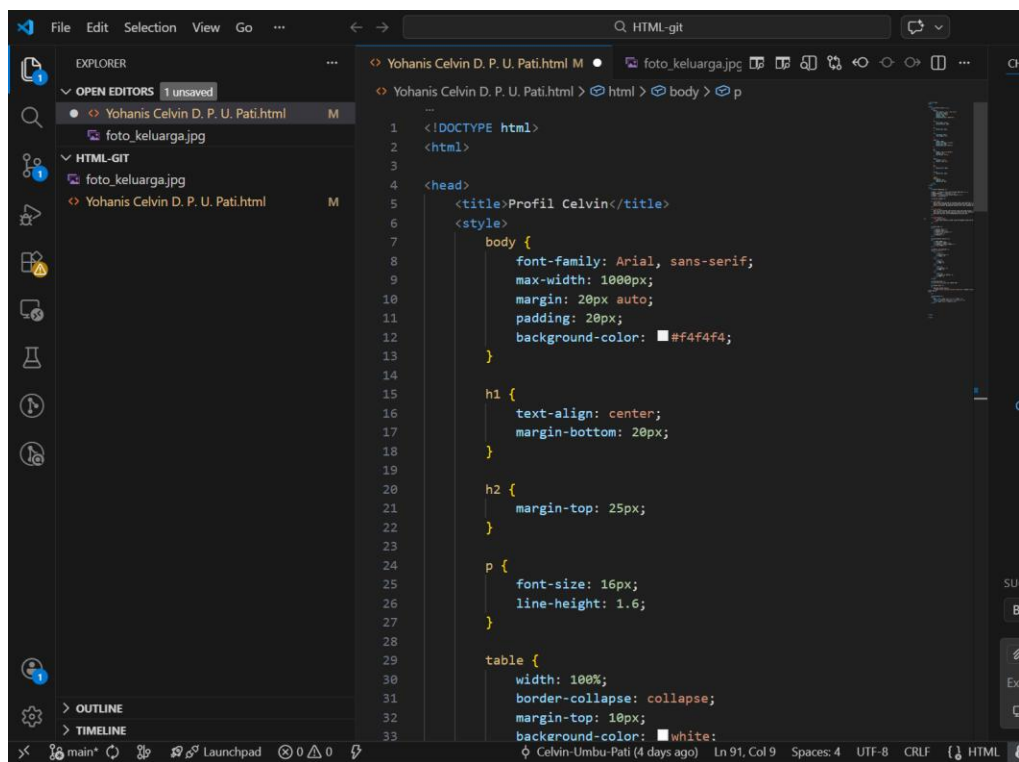 File Edit Selection View Go ··· HTML-git
EXPLORER ···
OPEN EDITORS 1 unsaved
Yohanis Celvin D. P. U. Pati.html M
foto_keluarga.jpg
HTML-GIT
foto_keluarga.jpg
Yohanis Celvin D. P. U. Pati.html M
OUTLINE
TIMELINE
Yohanis Celvin D. P. U. Pati.html M foto_keluarga.jpg ···
Yohanis Celvin D. P. U. Pati.html > html > body > p
1 <!DOCTYPE html>
2 <html>
3
4 <head>
5 <title>Profil Celvin</title>
6 <style>
7 body {
8 font-family: Arial, sans-serif;
9 max-width: 1000px;
10 margin: 20px auto;
11 padding: 20px;
12 background-color: #f4f4f4;
13 }
14
15 h1 {
16 text-align: center;
17 margin-bottom: 20px;
18 }
19
20 h2 {
21 margin-top: 25px;
22 }
23
24 p {
25 font-size: 16px;
26 line-height: 1.6;
27 }
28
29 table {
30 width: 100%;
31 border-collapse: collapse;
32 margin-top: 10px;
33 background-color: white;
main* Launchpad 0 0 Celvin-Umbu-Pati (4 days ago) Ln 91, Col 9 Spaces: 4 UTF-8 CRLF HTML